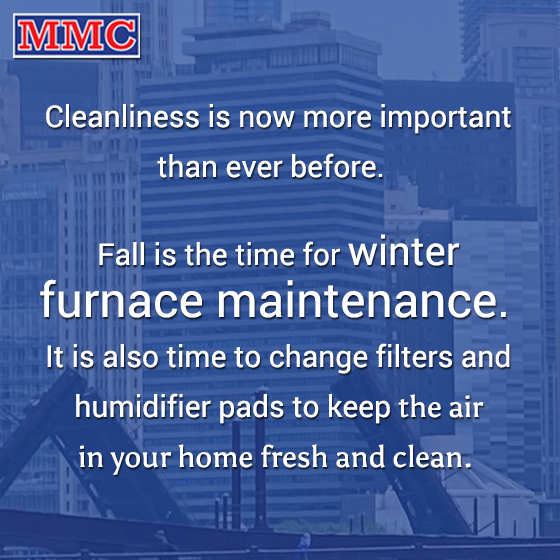 MMC
Cleanliness is now more important
than ever before.
Fall is the time for winter
furnace maintenance.
It is also time to change filters and
humidifier pads to keep the air
in your home fresh and clean.